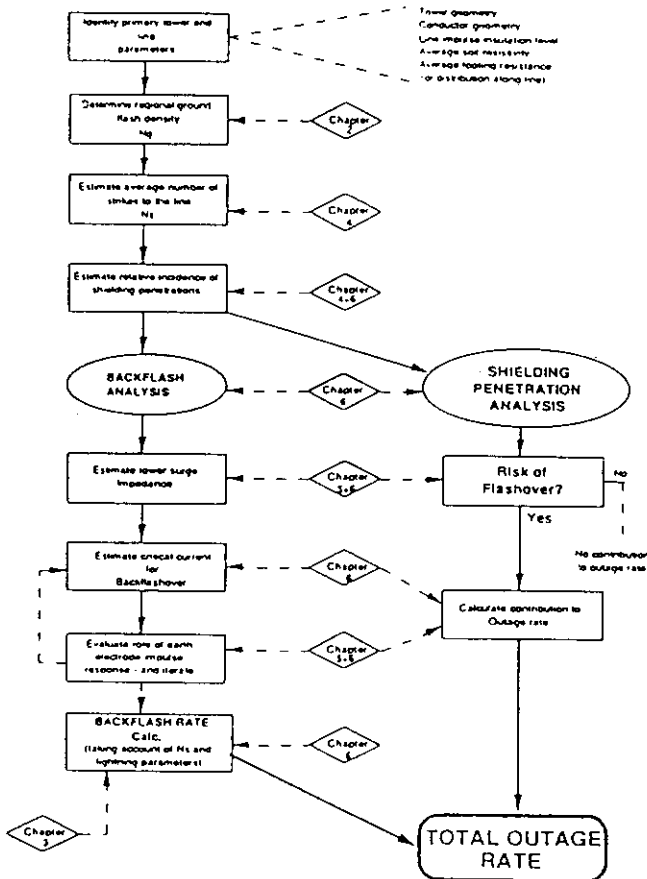 Identify primary tower and
line
parameters
Tower geometry
Conductor geometry
Line impulse insulation level
Average soil resistivity
Average footing resistance
(or distribution along line)
Determine regional ground
flash density
Ng
Chapter
2
Estimate average number of
strikes to the line
Ns
Chapter
4
Estimate relative incidence of
shielding penetrations
Chapter
4+6
BACKFLASH
ANALYSIS
Chapter
6
SHIELDING
PENETRATION
ANALYSIS
Estimate tower surge
Impedance
Chapter
5+6
Risk of
Flashover?
No
Yes
No contribution
to outage rate
Estimate critical current
for
Backflashover
Chapter
6
Calculate contribution to
Outage rate
Evaluate role of earth
electrode impulse
response - and iterate
Chapter
5+6
BACKFLASH RATE
Calc.
(taking account of Ns and
lightning parameters)
Chapter
6
Chapter
3
TOTAL OUTAGE
RATE